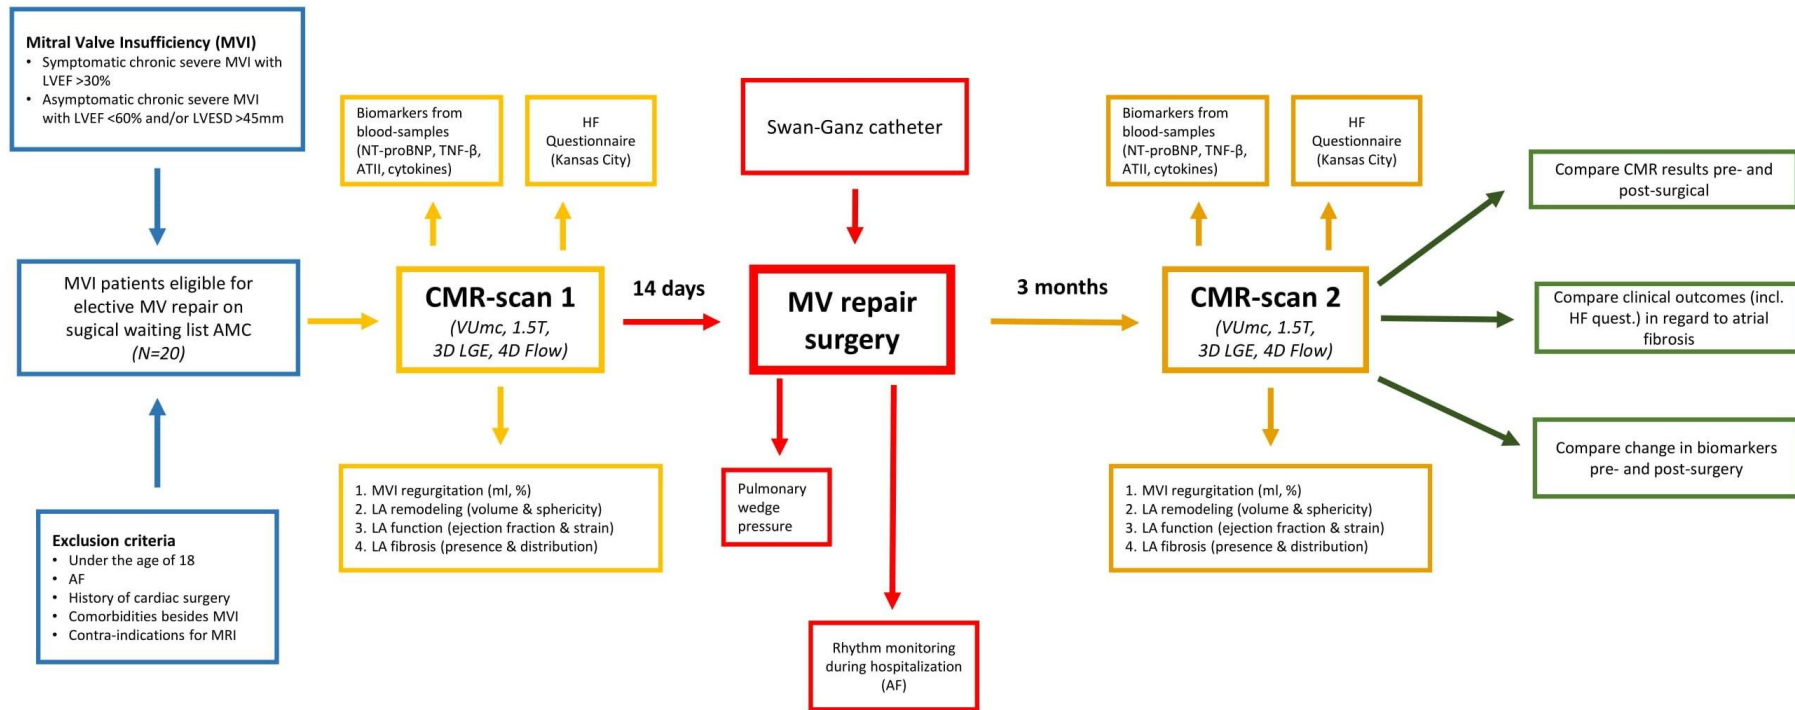 Mitral Valve Insufficiency (MVI)
• Symptomatic chronic severe MVI with
LVEF >30%
• Asymptomatic chronic severe MVI
with LVEF <60% and/or LVESD >45mm
MVI patients eligible for
elective MV repair on
sugical waiting list AMC
(N=20)
Exclusion criteria
• Under the age of 18
• AF
• History of cardiac surgery
• Comorbidities besides MVI
• Contra-indications for MRI
Biomarkers from
blood-samples
(NT-proBNP, TNF-β,
ATII, cytokines)
HF
Questionnaire
(Kansas City)
CMR-scan 1
(VUmc, 1.5T,
3D LGE, 4D Flow)
1. MVI regurgitation (ml, %)
2. LA remodeling (volume & sphericity)
3. LA function (ejection fraction & strain)
4. LA fibrosis (presence & distribution)
14 days
Swan-Ganz catheter
MV repair
surgery
Pulmonary
wedge
pressure
Rhythm monitoring
during hospitalization
(AF)
3 months
Biomarkers from
blood-samples
(NT-proBNP, TNF-β,
ATII, cytokines)
HF
Questionnaire
(Kansas City)
CMR-scan 2
(VUmc, 1.5T,
3D LGE, 4D Flow)
1. MVI regurgitation (ml, %)
2. LA remodeling (volume & sphericity)
3. LA function (ejection fraction & strain)
4. LA fibrosis (presence & distribution)
Compare CMR results pre- and
post-surgical
Compare clinical outcomes (incl.
HF quest.) in regard to atrial
fibrosis
Compare change in biomarkers
pre- and post-surgery